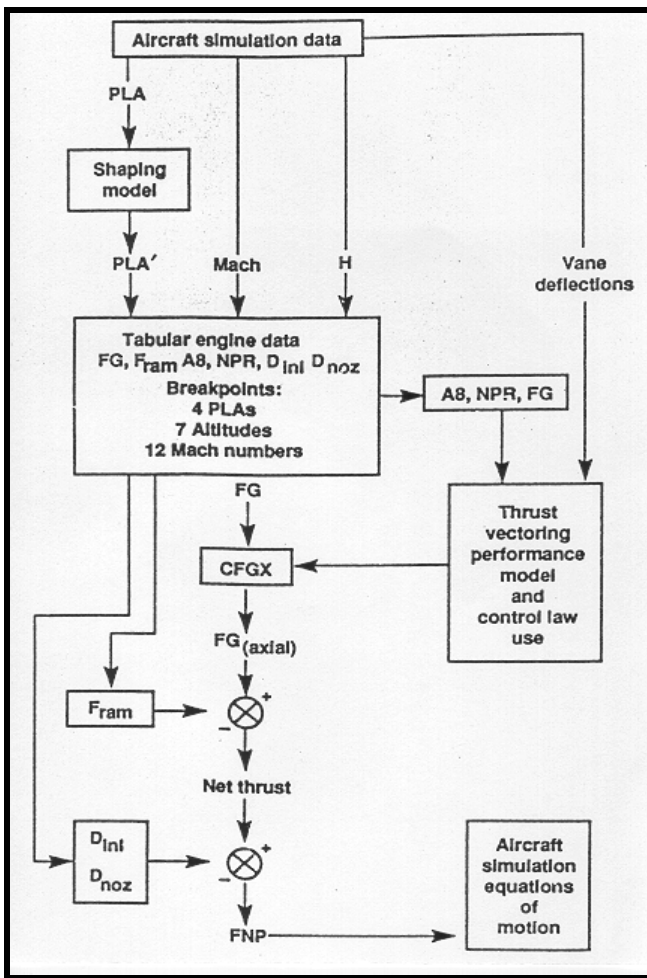 Aircraft simulation data
PLA
Shaping
model
PLA′
Mach
H
Vane
deflections
Tabular engine data
FG, Fram A8, NPR, Dinl Dnoz
Breakpoints:
4 PLAs
7 Altitudes
12 Mach numbers
A8, NPR, FG
FG
Thrust
vectoring
performance
model
and
control law
use
CFGX
FG(axial)
+
Fram
−
Net thrust
Dinl
Dnoz
+
−
Aircraft
simulation
equations
of
motion
FNP